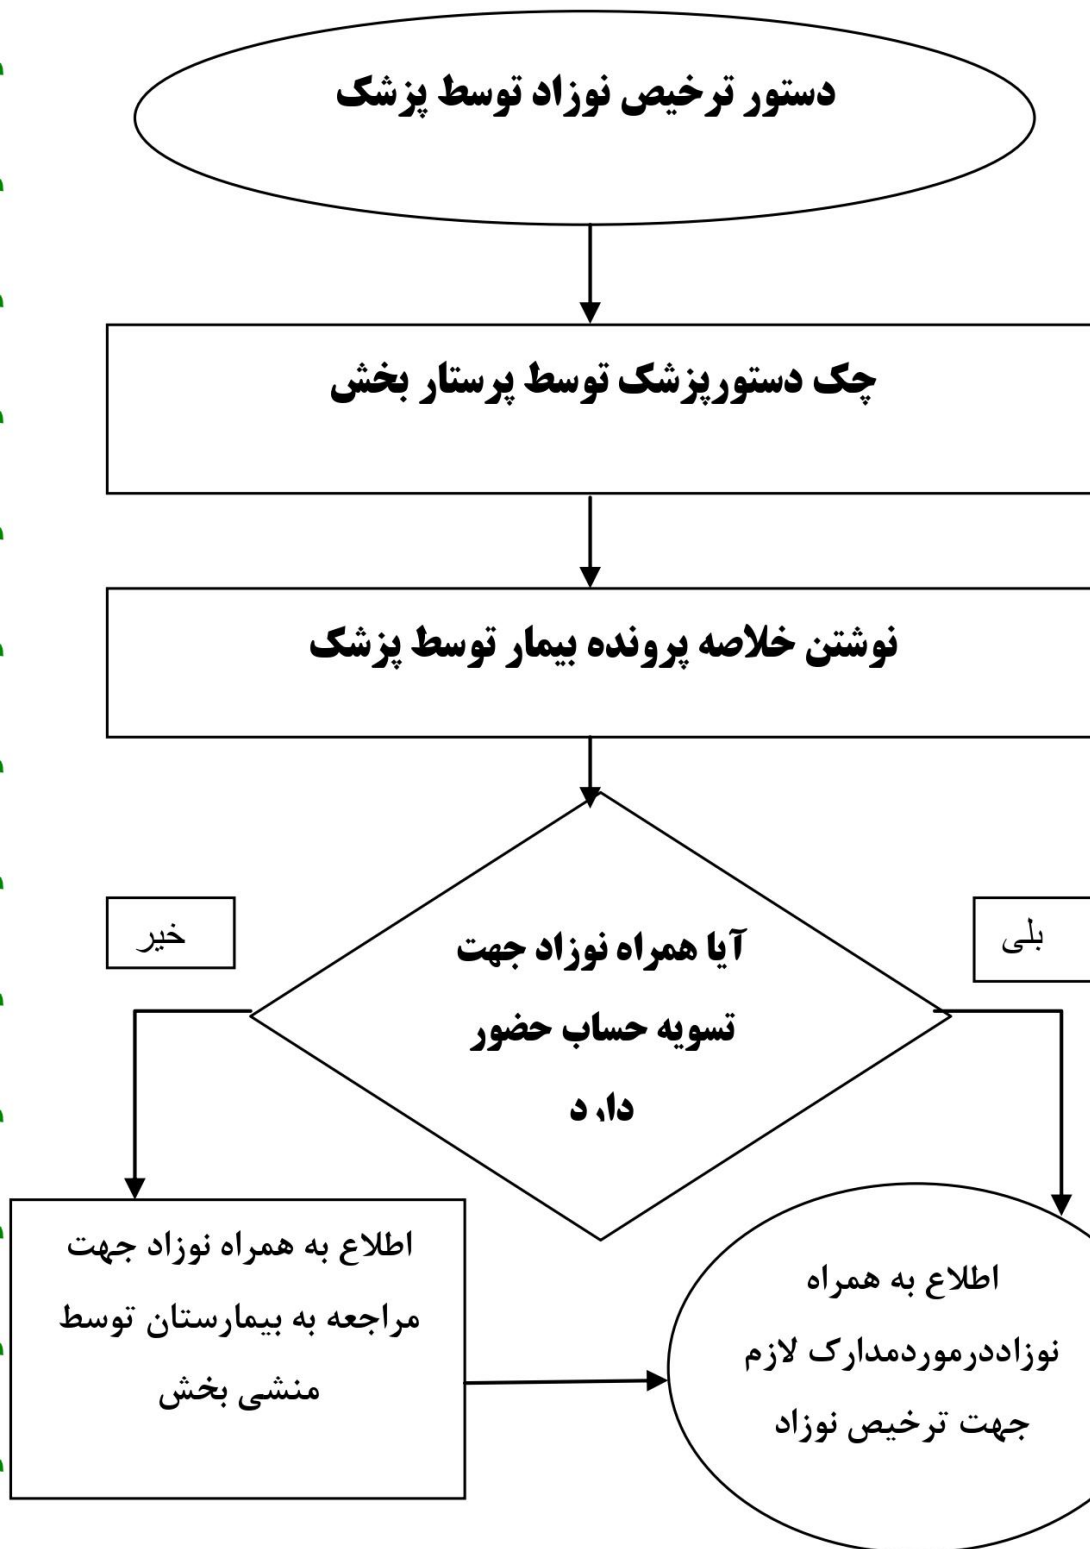 دستور ترخیص نوزاد توسط پزشک
چک دستورپزشک توسط پرستار بخش
نوشتن خلاصه پرونده بیمار توسط پزشک
بلی
خیر
آیا همراه نوزاد جهت
تسویه حساب حضور
دارد
اطلاع به همراه
نوزاددرموردمدارک لازم
جهت ترخیص نوزاد
اطلاع به همراه نوزاد جهت
مراجعه به بیمارستان توسط
منشی بخش